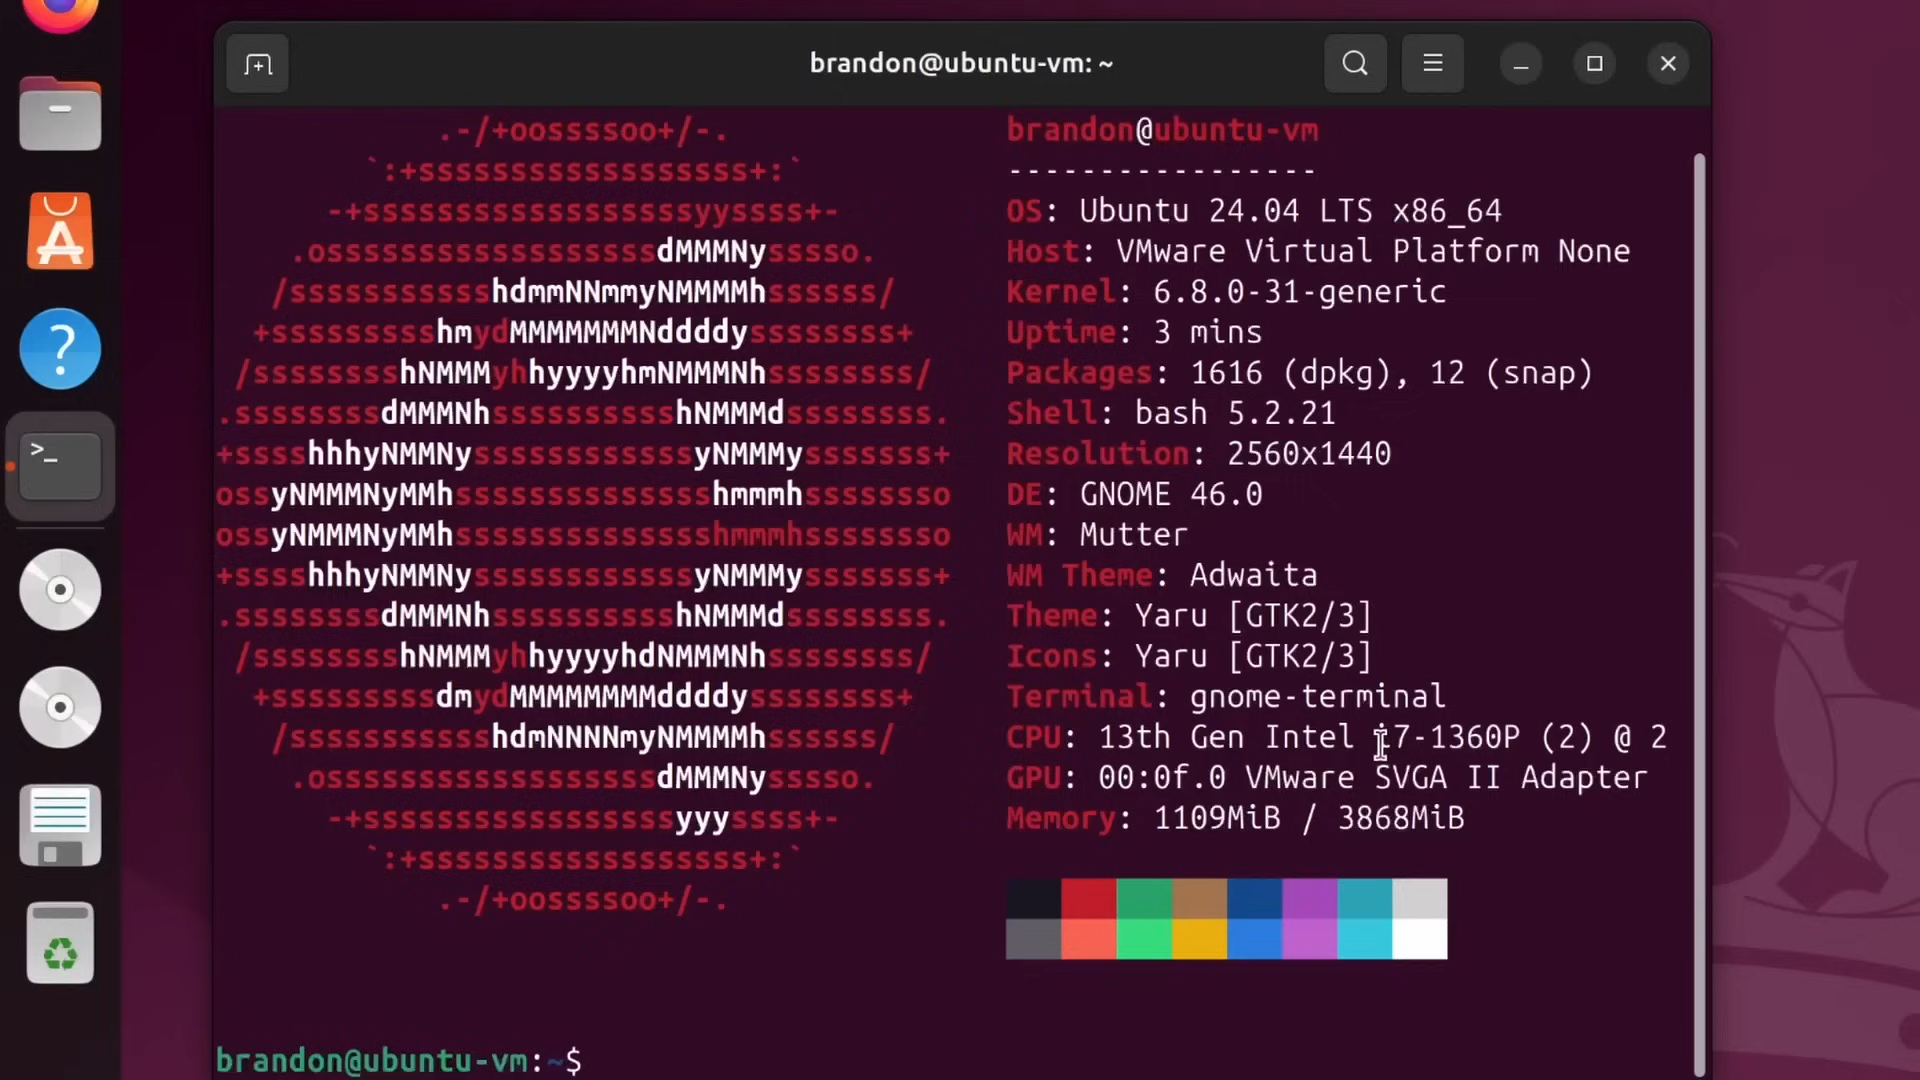 brandon@ubuntu-vm: ~
.-/+oossssoo+/-.
`:+ssssssssssssssssss+:`
-+ssssssssssssssssssyyssss+-
.ossssssssssssssssssdMMMNysssso.
/ssssssssssshdmmNNmmyNMMMMhssssss/
+ssssssssshmydMMMMMMMNddddyssssssss+
/sssssssshNMMMyhhyyyyhmNMMMNhssssssss/
.ssssssssdMMMNhsssssssssshNMMMdssssssss.
+sssshhhyNMMNyssssssssssssyNMMMysssssss+
ossyNMMMNyMMhsssssssssssssshmmmhssssssso
ossyNMMMNyMMhsssssssssssssshmmmhssssssso
+sssshhhyNMMNyssssssssssssyNMMMysssssss+
.ssssssssdMMMNhsssssssssshNMMMdssssssss.
/sssssssshNMMMyhhyyyyhdNMMMNhssssssss/
+sssssssssdmydMMMMMMMMddddyssssssss+
/ssssssssssshdmNNNNmyNMMMMhssssss/
.ossssssssssssssssssdMMMNysssso.
-+sssssssssssssssssyyyssss+-
`:+ssssssssssssssssss+:`
.-/+oossssoo+/-.
brandon@ubuntu-vm
-----------------
OS: Ubuntu 24.04 LTS x86_64
Host: VMware Virtual Platform None
Kernel: 6.8.0-31-generic
Uptime: 3 mins
Packages: 1616 (dpkg), 12 (snap)
Shell: bash 5.2.21
Resolution: 2560x1440
DE: GNOME 46.0
WM: Mutter
WM Theme: Adwaita
Theme: Yaru [GTK2/3]
Icons: Yaru [GTK2/3]
Terminal: gnome-terminal
CPU: 13th Gen Intel i7-1360P (2) @ 2
GPU: 00:0f.0 VMware SVGA II Adapter
Memory: 1109MiB / 3868MiB
brandon@ubuntu-vm:~$